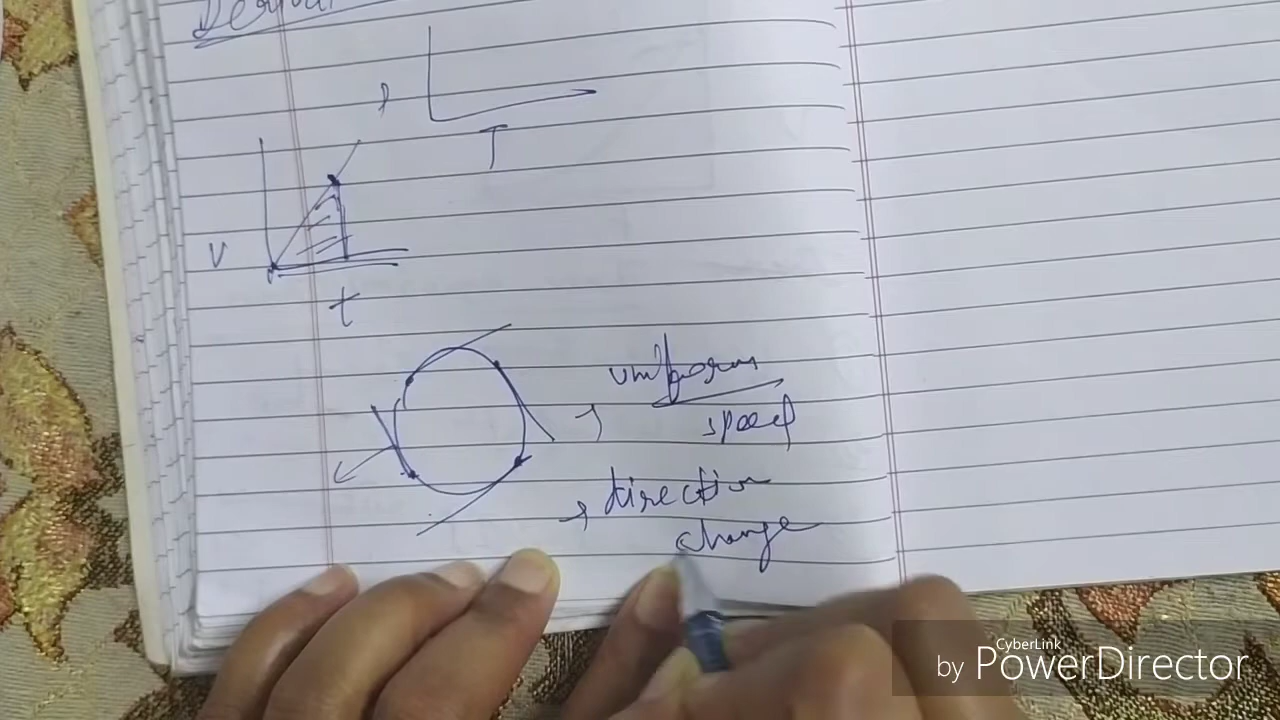 T
V
t
uniform
speed
→ direction
change
CyberLink
by PowerDirector